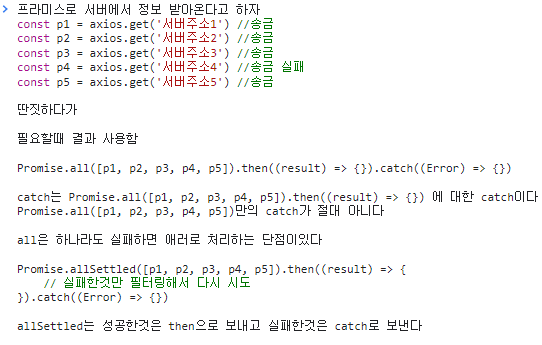 프라미스로 서버에서 정보 받아온다고 하자
const p1 = axios.get('서버주소1') //송금
const p2 = axios.get('서버주소2') //송금
const p3 = axios.get('서버주소3') //송금
const p4 = axios.get('서버주소4') //송금 실패
const p5 = axios.get('서버주소5') //송금
딴짓하다가
필요할때 결과 사용함
Promise.all([p1, p2, p3, p4, p5]).then((result) => {}).catch((Error) => {})
catch는 Promise.all([p1, p2, p3, p4, p5]).then((result) => {}) 에 대한 catch이다
Promise.all([p1, p2, p3, p4, p5])만의 catch가 절대 아니다
all은 하나라도 실패하면 애러로 처리하는 단점이있다
Promise.allSettled([p1, p2, p3, p4, p5]).then((result) => {
// 실패한것만 필터링해서 다시 시도
}).catch((Error) => {})
allSettled는 성공한것은 then으로 보내고 실패한것은 catch로 보낸다